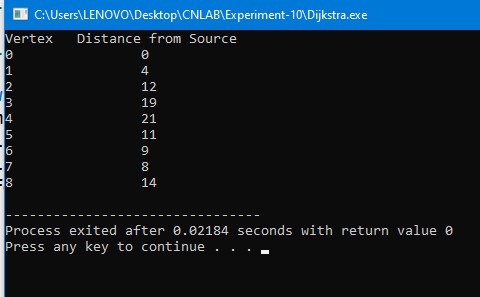 C:\Users\LENOVO\Desktop\CNLAB\Experiment-10\Dijkstra.exe
Vertex   Distance from Source
0                0
1                4
2                12
3                19
4                21
5                11
6                9
7                8
8                14
--------------------------------
Process exited after 0.02184 seconds with return value 0
Press any key to continue . . .